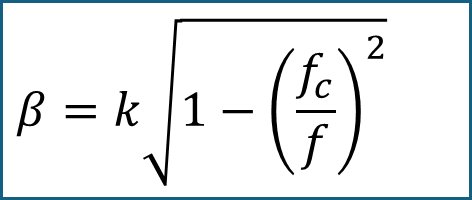 β = k√(1 − (f_c/f)²)